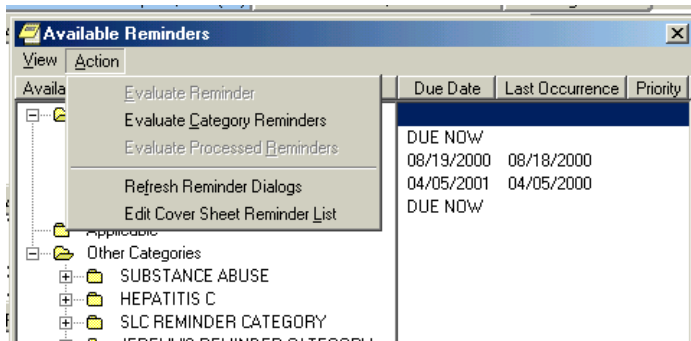 Available Reminders
View Action
Availa Due Date Last Occurrence Priority
Evaluate Reminder
Evaluate Category Reminders
DUE NOW
Evaluate Processed Reminders
08/19/2000 08/18/2000
Refresh Reminder Dialogs
04/05/2001 04/05/2000
Edit Cover Sheet Reminder List
DUE NOW
Applicable
Other Categories
SUBSTANCE ABUSE
HEPATITIS C
SLC REMINDER CATEGORY